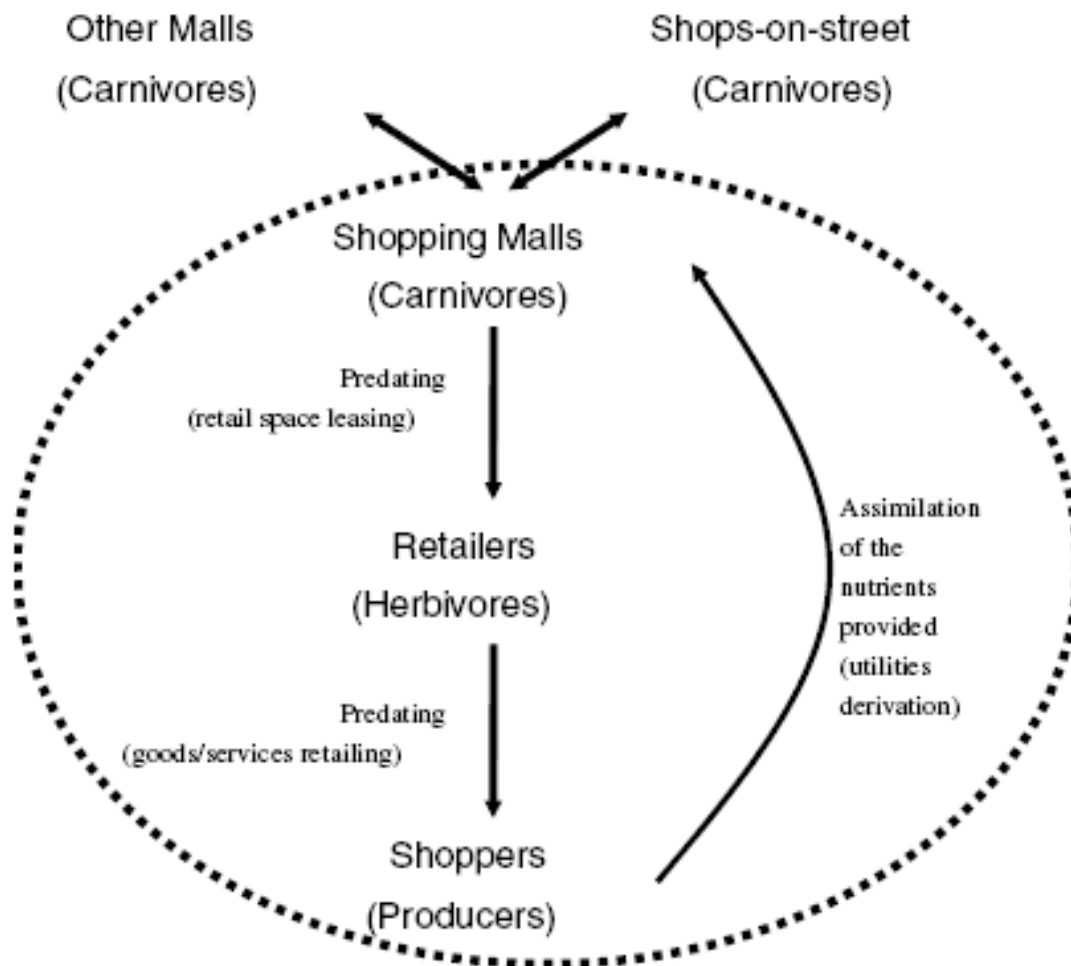 Other Malls
(Carnivores)
Shops-on-street
(Carnivores)
Shopping Malls
(Carnivores)
Predating
(retail space leasing)
Retailers
(Herbivores)
Assimilation
of the
nutrients
provided
(utilities
derivation)
Predating
(goods/services retailing)
Shoppers
(Producers)